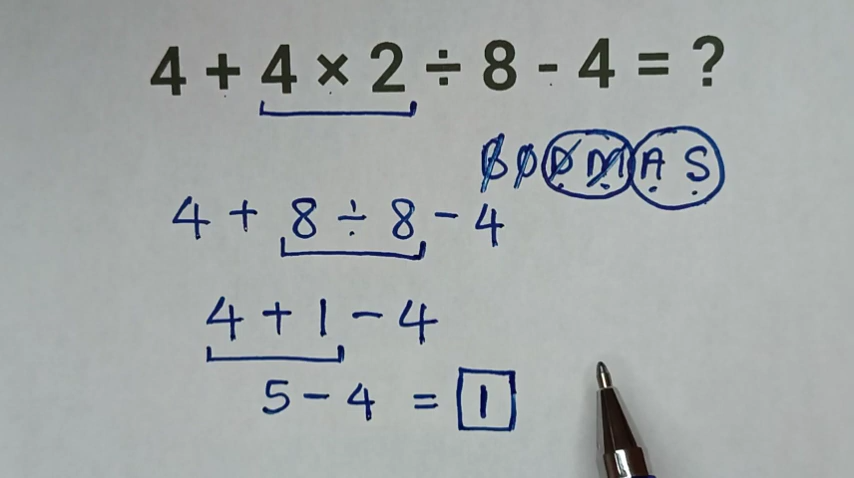 4 + 4 × 2 ÷ 8 - 4 = ?
BODMAS
4 + 8 ÷ 8 - 4
4 + 1 - 4
5 - 4 = 1